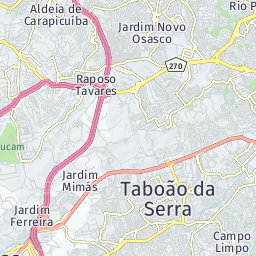 Aldeia de
Carapicuíba
Jardim Novo
Osasco
Rio P
270
Raposo
Tavares
ucam
Jardim
Mimás
Taboão da
Serra
Jardim
Ferreira
Campo
Limpo